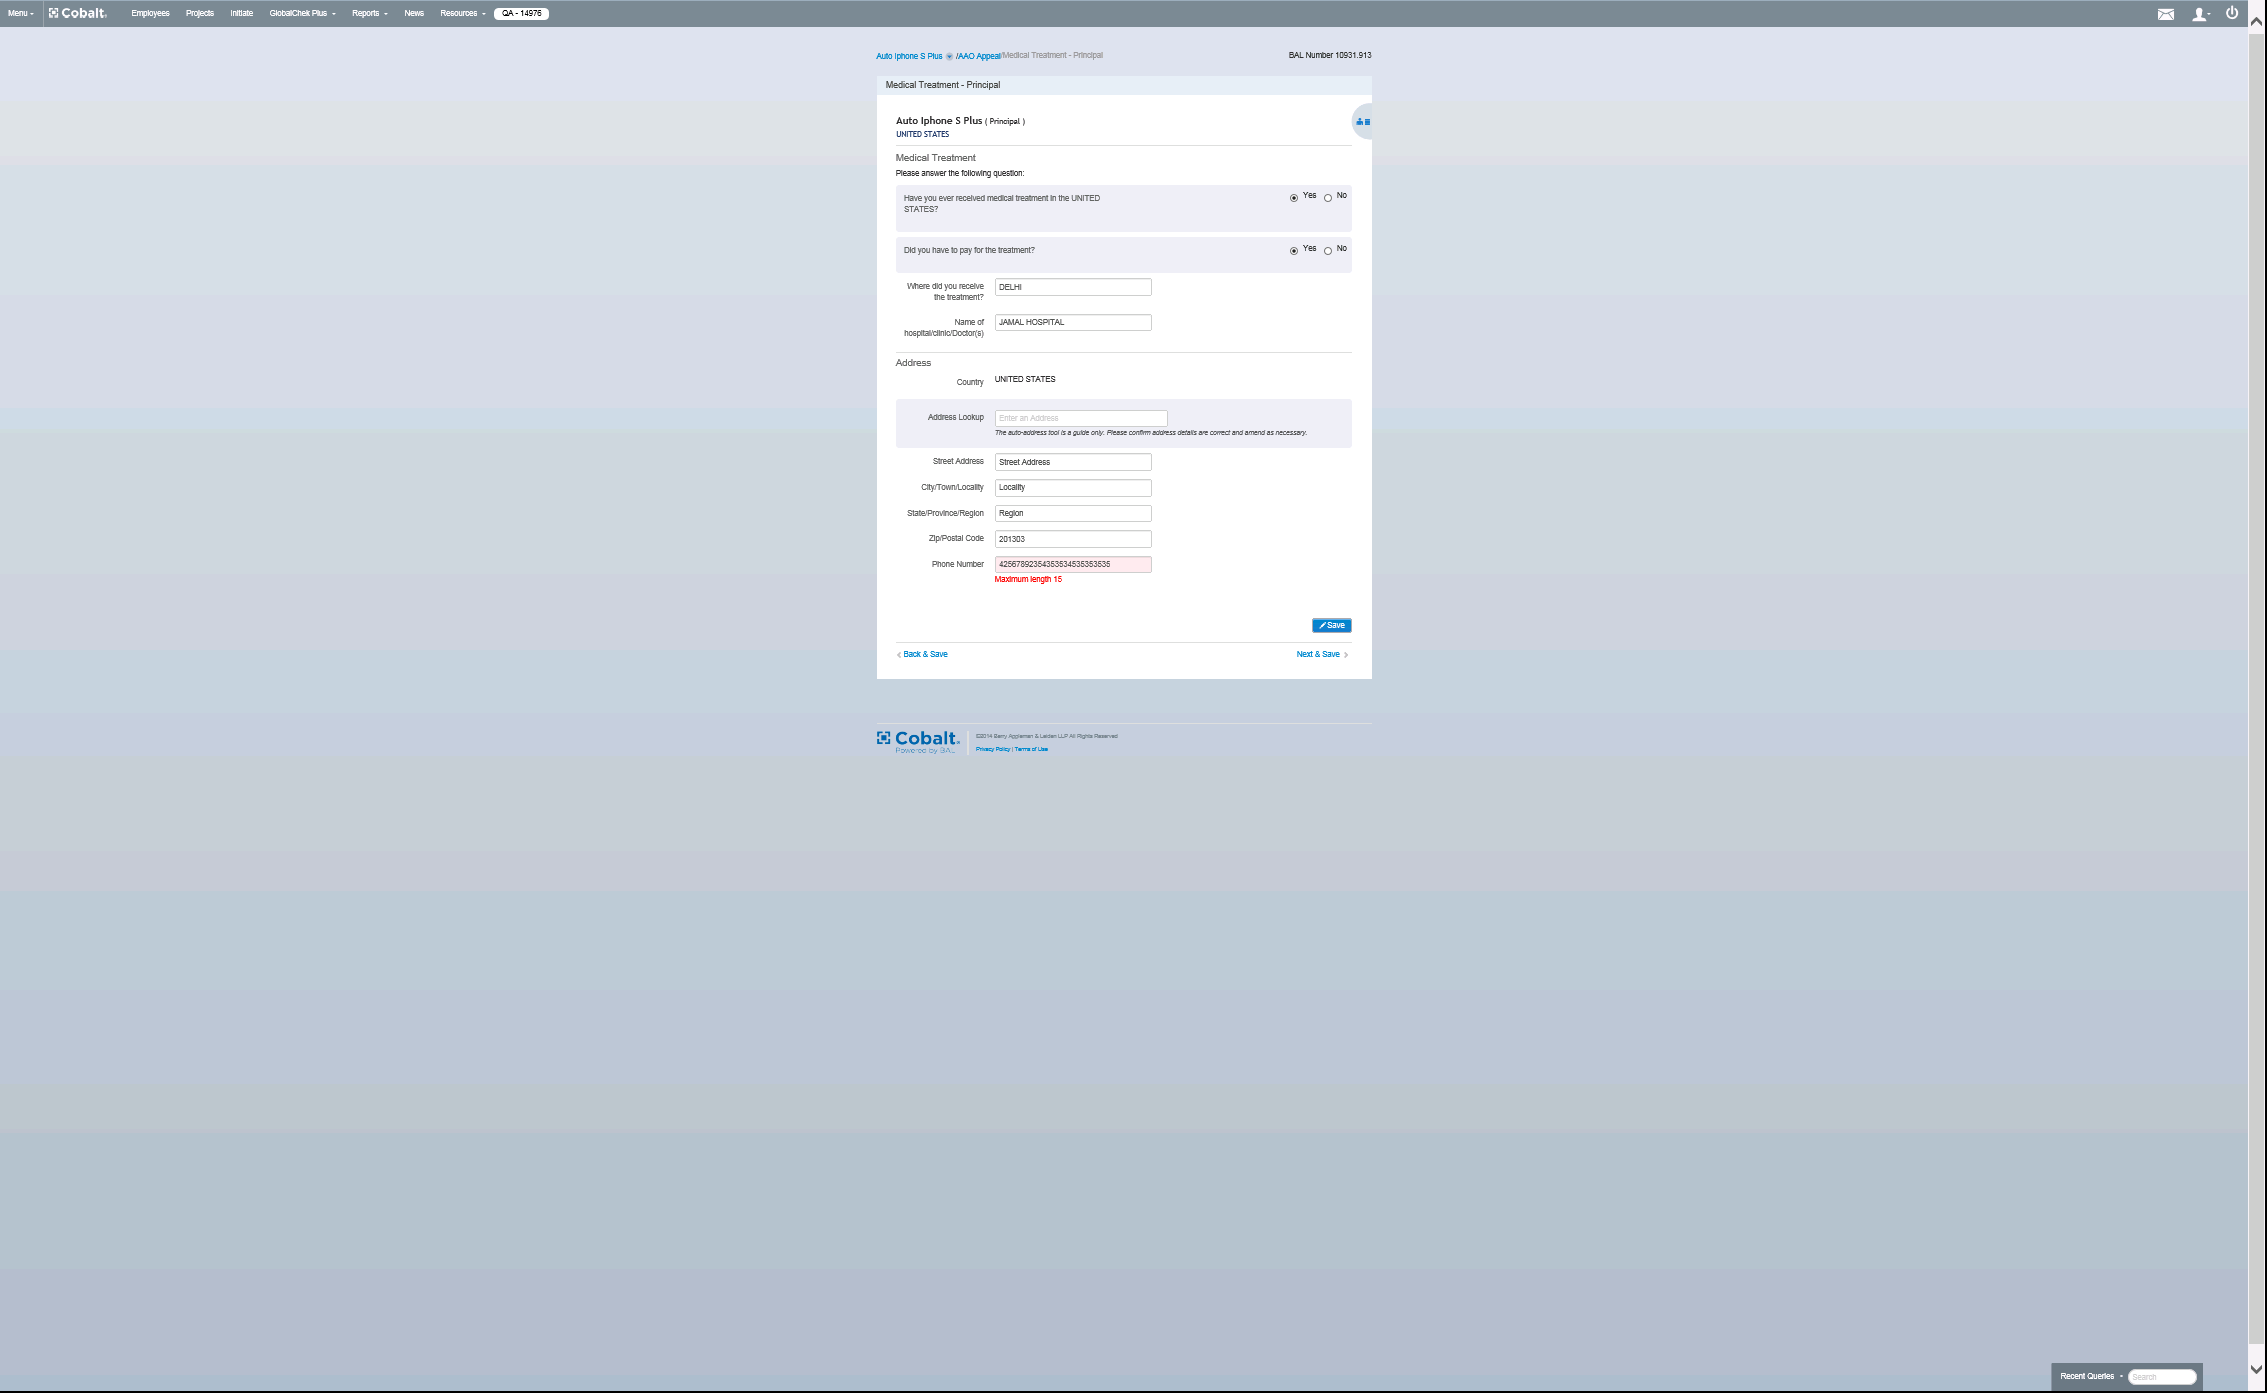 Menu Cobalt. Employees Projects Initiate GlobalChek Plus Reports News Resources QA - 14976
Auto Iphone S Plus /AAO Appeal/Medical Treatment - Principal BAL Number 10931.913
Medical Treatment - Principal
Auto Iphone S Plus ( Principal )
UNITED STATES
Medical Treatment
Please answer the following question:
Have you ever received medical treatment in the UNITED Yes No
STATES?
Did you have to pay for the treatment? Yes No
Where did you receive DELHI
the treatment?
Name of JAMAL HOSPITAL
hospital/clinic/Doctor(s)
Address
Country UNITED STATES
Address Lookup Enter an Address
The auto-address tool is a guide only. Please confirm address details are correct and amend as necessary.
Street Address Street Address
City/Town/Locality Locality
State/Province/Region Region
Zip/Postal Code 201303
Phone Number 42567892354353534535353535
Maximum length 15
Save
Back & Save Next & Save
Cobalt. ©2014 Berry Appleman & Leiden LLP All Rights Reserved
Powered by BAL Privacy Policy | Terms of Use
Recent Queries Search